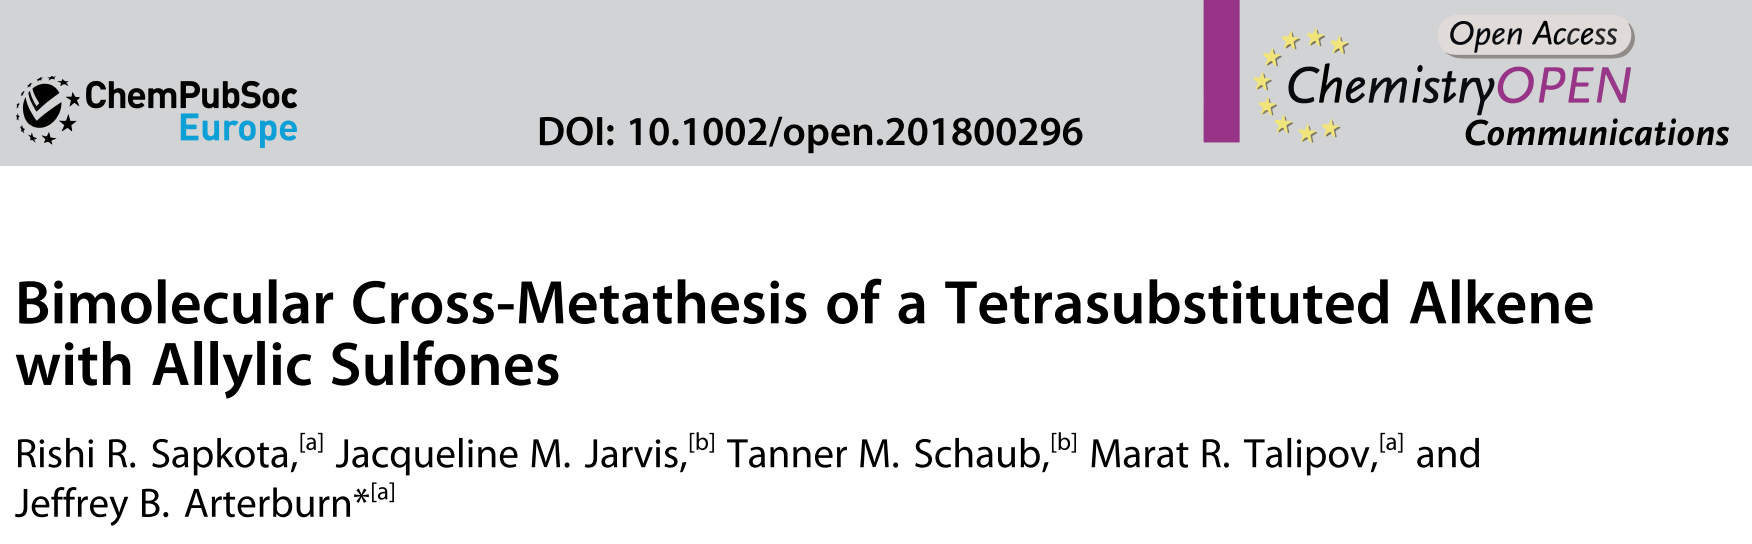 ChemPubSoc
Europe
DOI: 10.1002/open.201800296
Open Access
ChemistryOPEN
Communications
Bimolecular Cross-Metathesis of a Tetrasubstituted Alkene
with Allylic Sulfones
Rishi R. Sapkota,[a] Jacqueline M. Jarvis,[b] Tanner M. Schaub,[b] Marat R. Talipov,[a] and
Jeffrey B. Arterburn*[a]